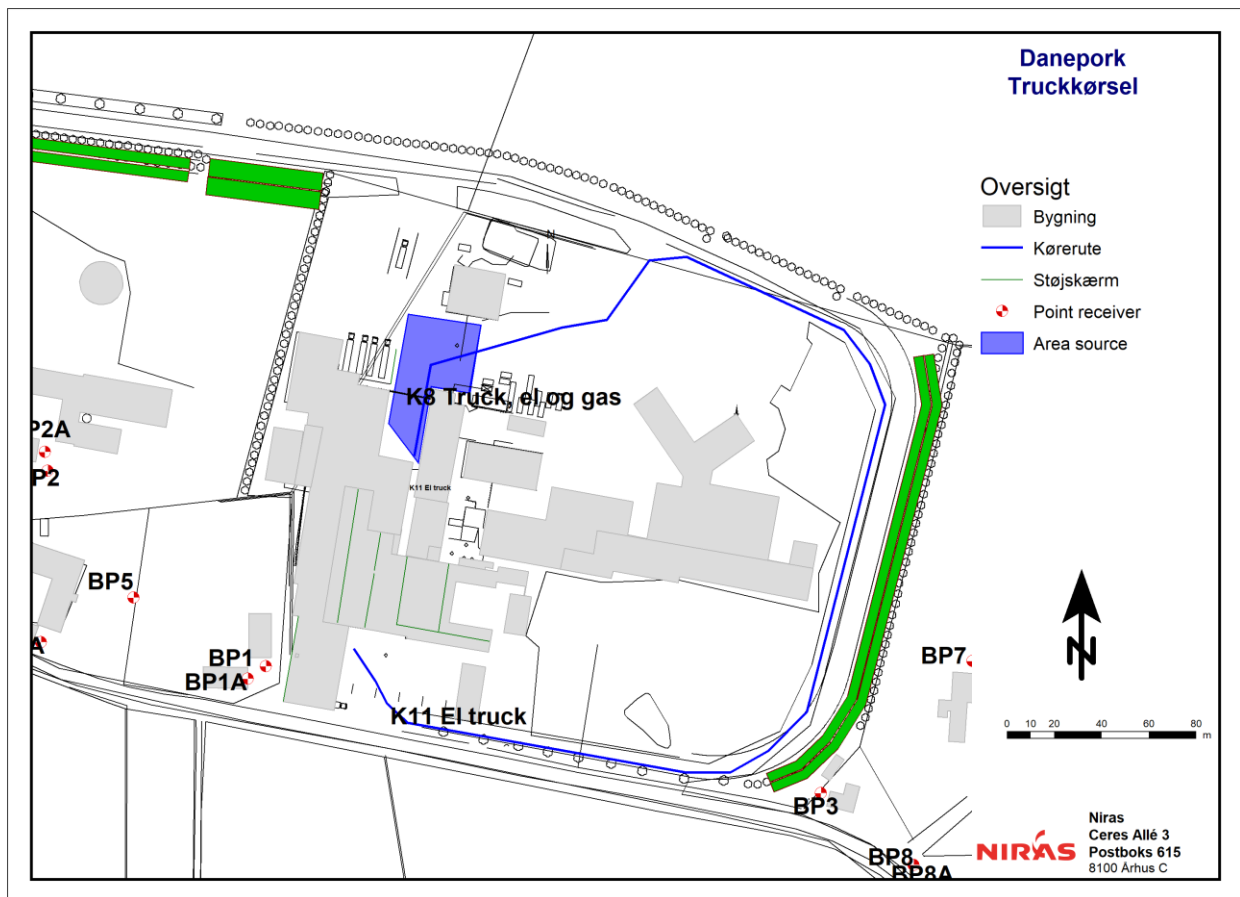 Danepork
Truckkørsel
Oversigt
Bygning
Kørerute
Støjskærm
Point receiver
Area source
N
K8 Truck, el og gas
P2A
P2
K11 El truck
BP5
A
BP1
BP1A
K11 El truck
BP7
N
0 10 20 40 60 80
m
BP3
BP8
BP8A
NIRÁS
Niras
Ceres Allé 3
Postboks 615
8100 Århus C